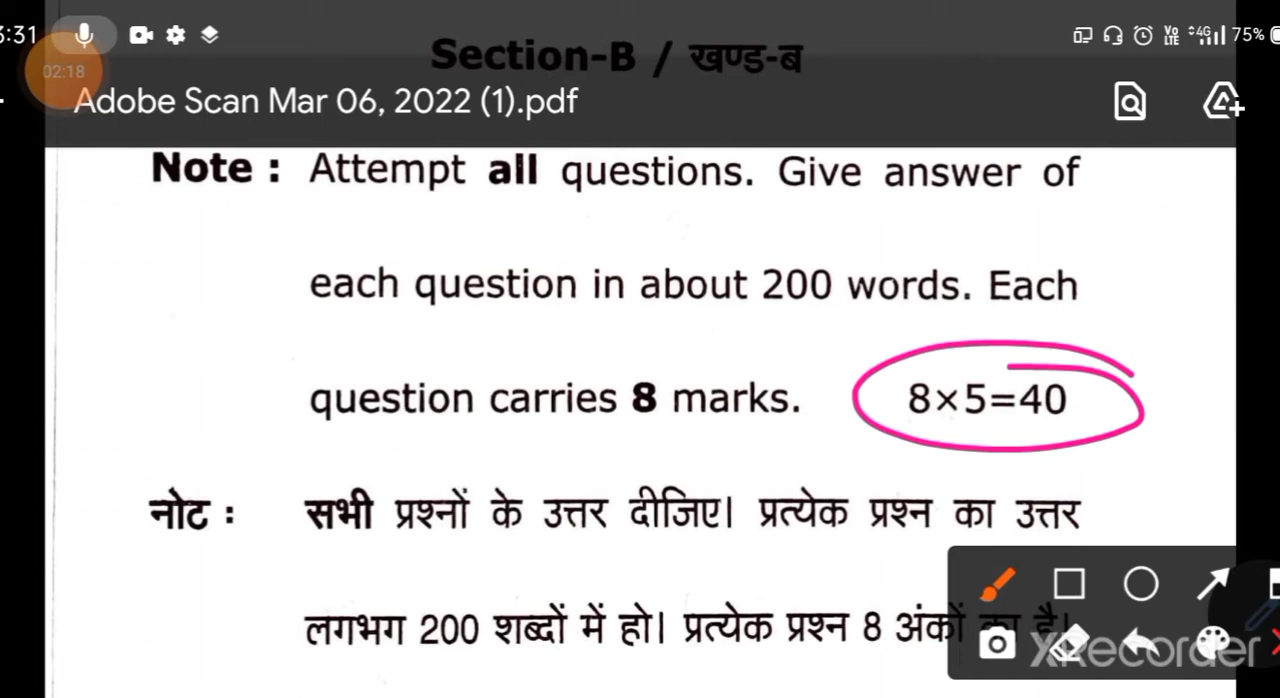 3:31
75%
02:18
Section-B / खण्ड-ब
Adobe Scan Mar 06, 2022 (1).pdf
Note : Attempt all questions. Give answer of
each question in about 200 words. Each
question carries 8 marks. 8×5=40
नोट : सभी प्रश्नों के उत्तर दीजिए। प्रत्येक प्रश्न का उत्तर
लगभग 200 शब्दों में हो। प्रत्येक प्रश्न 8 अंकों का है।
XRecorder